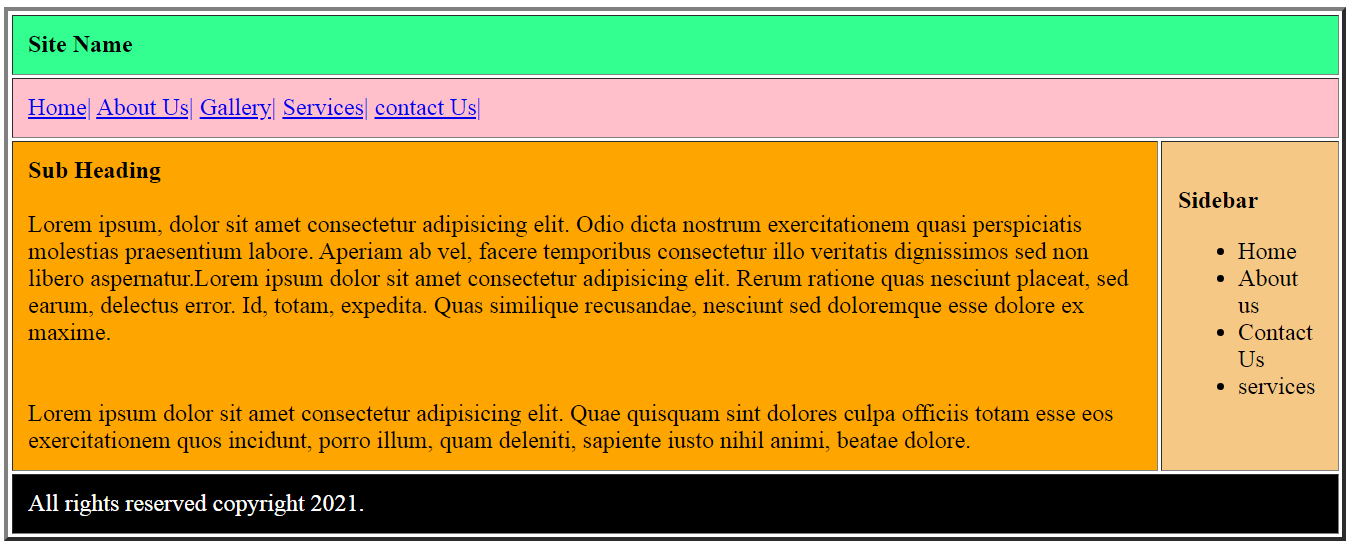 Site Name
Home| About Us| Gallery| Services| contact Us|
Sub Heading
Lorem ipsum, dolor sit amet consectetur adipisicing elit. Odio dicta nostrum exercitationem quasi perspiciatis
molestias praesentium labore. Aperiam ab vel, facere temporibus consectetur illo veritatis dignissimos sed non
libero aspernatur.Lorem ipsum dolor sit amet consectetur adipisicing elit. Rerum ratione quas nesciunt placeat, sed
earum, delectus error. Id, totam, expedita. Quas similique recusandae, nesciunt sed doloremque esse dolore ex
maxime.
Lorem ipsum dolor sit amet consectetur adipisicing elit. Quae quisquam sint dolores culpa officiis totam esse eos
exercitationem quos incidunt, porro illum, quam deleniti, sapiente iusto nihil animi, beatae dolore.
Sidebar
• Home
• About
us
• Contact
Us
• services
All rights reserved copyright 2021.